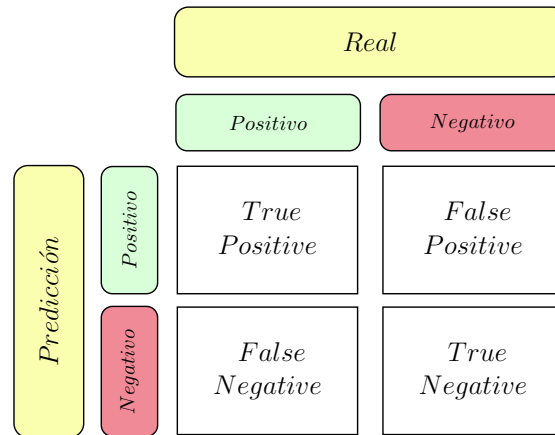 Real
Positivo
Negativo
Predicción
Positivo
True
Positive
False
Positive
Negativo
False
Negative
True
Negative